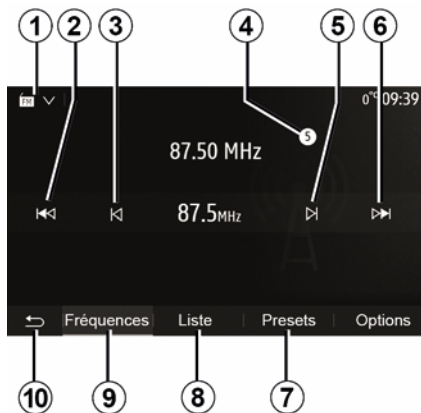 1 2 3 4 5 6
FM 0°C 09:39
5
87.50 MHz
87.5MHz
Fréquences Liste Presets Options
10 9 8 7